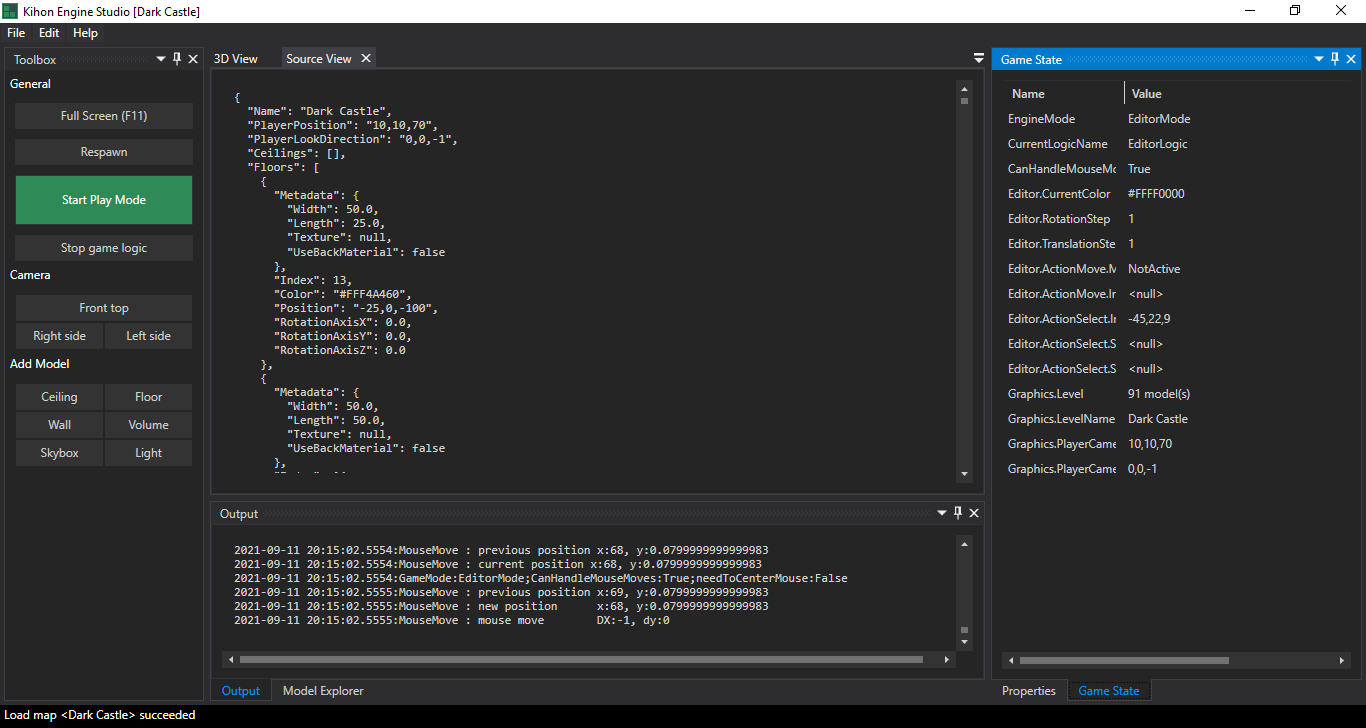 Kihon Engine Studio [Dark Castle]
File Edit Help
Toolbox
General
Full Screen (F11)
Respawn
Start Play Mode
Stop game logic
Camera
Front top
Right side Left side
Add Model
Ceiling Floor
Wall Volume
Skybox Light
3D View Source View
{
"Name": "Dark Castle",
"PlayerPosition": "10,10,70",
"PlayerLookDirection": "0,0,-1",
"Ceilings": [],
"Floors": [
{
"Metadata": {
"Width": 50.0,
"Length": 25.0,
"Texture": null,
"UseBackMaterial": false
},
"Index": 13,
"Color": "#FFF4A460",
"Position": "-25,0,-100",
"RotationAxisX": 0.0,
"RotationAxisY": 0.0,
"RotationAxisZ": 0.0
},
{
"Metadata": {
"Width": 50.0,
"Length": 50.0,
"Texture": null,
"UseBackMaterial": false
},
Output
2021-09-11 20:15:02.5554:MouseMove : previous position x:68, y:0.0799999999999983
2021-09-11 20:15:02.5554:MouseMove : current position x:68, y:0.0799999999999983
2021-09-11 20:15:02.5554:GameMode:EditorMode;CanHandleMouseMoves:True;needToCenterMouse:False
2021-09-11 20:15:02.5555:MouseMove : previous position x:69, y:0.0799999999999983
2021-09-11 20:15:02.5555:MouseMove : new position x:68, y:0.0799999999999983
2021-09-11 20:15:02.5555:MouseMove : mouse move DX:-1, dy:0
Output Model Explorer
Game State
Name Value
EngineMode EditorMode
CurrentLogicName EditorLogic
CanHandleMouseMo True
Editor.CurrentColor #FFFF0000
Editor.RotationStep 1
Editor.TranslationSte 1
Editor.ActionMove.M NotActive
Editor.ActionMove.Ir <null>
Editor.ActionSelect.Ir -45,22,9
Editor.ActionSelect.S <null>
Editor.ActionSelect.S <null>
Graphics.Level 91 model(s)
Graphics.LevelName Dark Castle
Graphics.PlayerCame 10,10,70
Graphics.PlayerCame 0,0,-1
Properties Game State
Load map <Dark Castle> succeeded